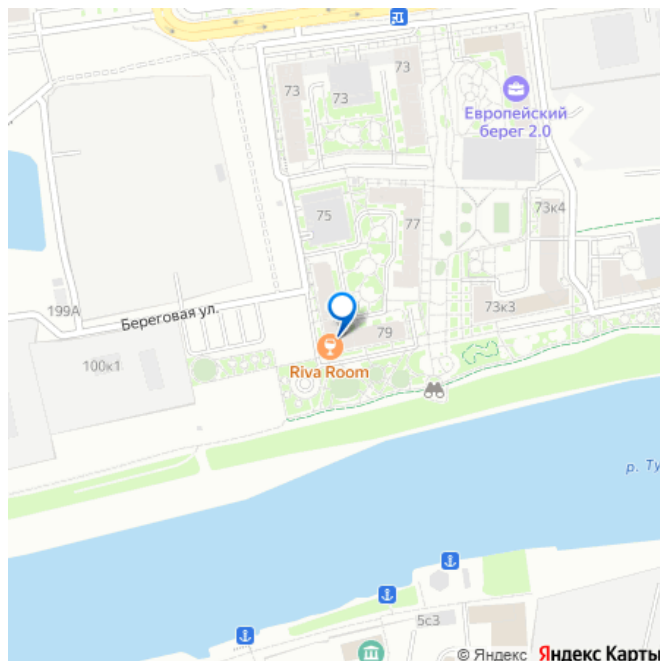 73
73
73
Европейский
берег 2.0
75
77
73к4
199А
Береговая ул.
73к3
79
100к1
Riva Room
р. Ту
5с3
© Яндекс Яндекс Карты